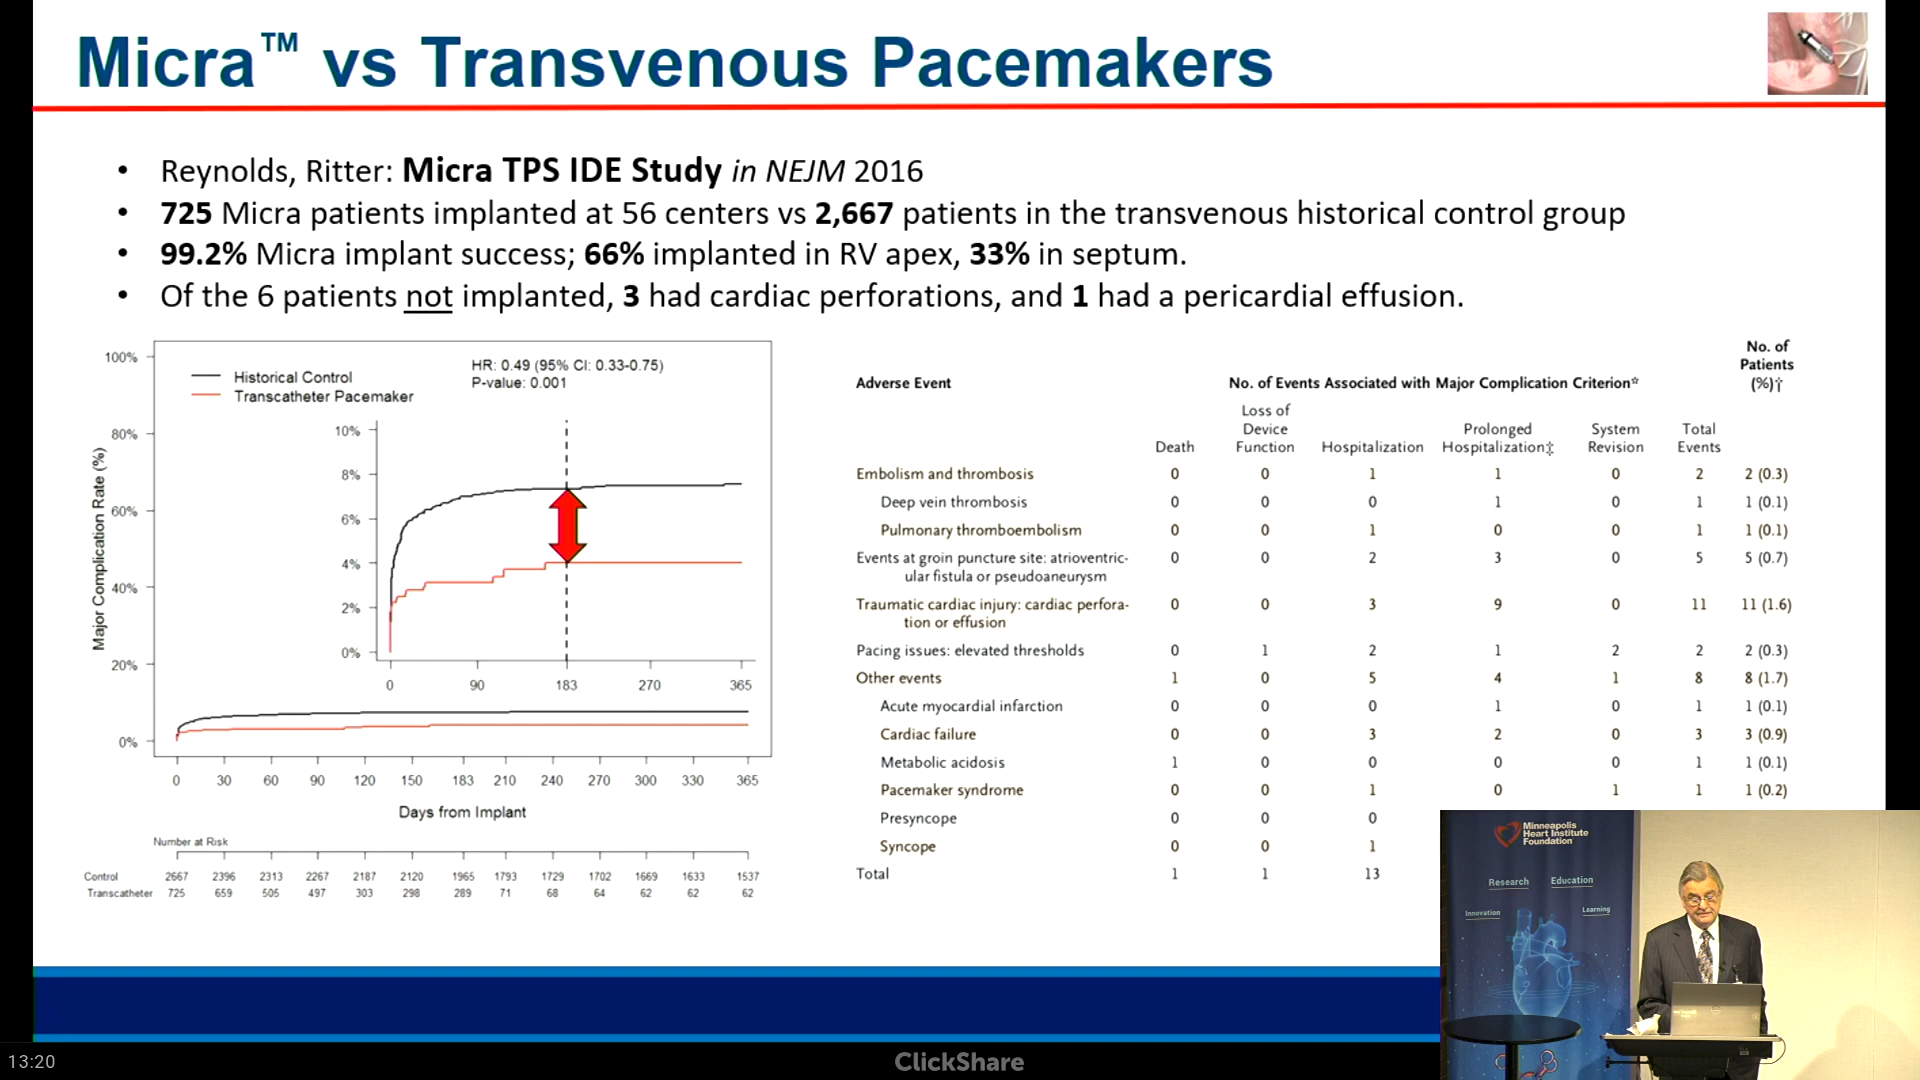 Micra™ vs Transvenous Pacemakers
• Reynolds, Ritter: Micra TPS IDE Study in NEJM 2016
• 725 Micra patients implanted at 56 centers vs 2,667 patients in the transvenous historical control group
• 99.2% Micra implant success; 66% implanted in RV apex, 33% in septum.
• Of the 6 patients not implanted, 3 had cardiac perforations, and 1 had a pericardial effusion.
Major Complication Rate (%)
100%
80%
60%
40%
20%
0%
Historical Control
Transcatheter Pacemaker
HR: 0.49 (95% CI: 0.33-0.75)
P-value: 0.001
10%
8%
6%
4%
2%
0%
0 90 183 270 365
0 30 60 90 120 150 183 210 240 270 300 330 365
Days from Implant
Number at Risk
Control 2667 2396 2313 2267 2187 2120 1965 1793 1729 1702 1669 1633 1537
Transcatheter 725 659 505 497 303 298 289 71 68 64 62 62 62
Adverse Event
No. of Events Associated with Major Complication Criterion☆
No. of
Patients
(%)†
Death
Loss of
Device
Function
Hospitalization
Prolonged
Hospitalization‡
System
Revision
Total
Events
Embolism and thrombosis 0 0 1 1 0 2 2 (0.3)
Deep vein thrombosis 0 0 0 1 0 1 1 (0.1)
Pulmonary thromboembolism 0 0 1 0 0 1 1 (0.1)
Events at groin puncture site: atrioventric- 0 0 2 3 0 5 5 (0.7)
ular fistula or pseudoaneurysm
Traumatic cardiac injury: cardiac perfora- 0 0 3 9 0 11 11 (1.6)
tion or effusion
Pacing issues: elevated thresholds 0 1 2 1 2 2 2 (0.3)
Other events 1 0 5 4 1 8 8 (1.7)
Acute myocardial infarction 0 0 0 1 0 1 1 (0.1)
Cardiac failure 0 0 3 2 0 3 3 (0.9)
Metabolic acidosis 1 0 0 0 0 1 1 (0.1)
Pacemaker syndrome 0 0 1 0 1 1 1 (0.2)
Presyncope 0 0 0
Syncope 0 0 1
Total 1 1 13
Minneapolis
Heart Institute
Foundation
Research Education
Innovation Learning
13:20
ClickShare